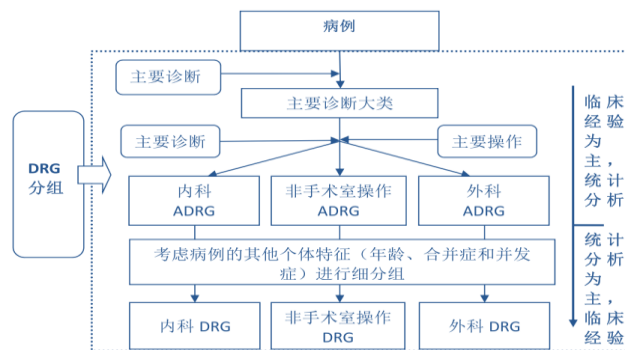 病例
主要诊断
主要诊断大类
主要诊断
主要操作
DRG
分组
内科
ADRG
非手术室操作
ADRG
外科
ADRG
考虑病例的其他个体特征（年龄、合并症和并发
症）进行细分组
内科 DRG
非手术室操作
DRG
外科 DRG
临床
经验
为
主，
统计
分析
统计
分析
为
主，
临床
经验